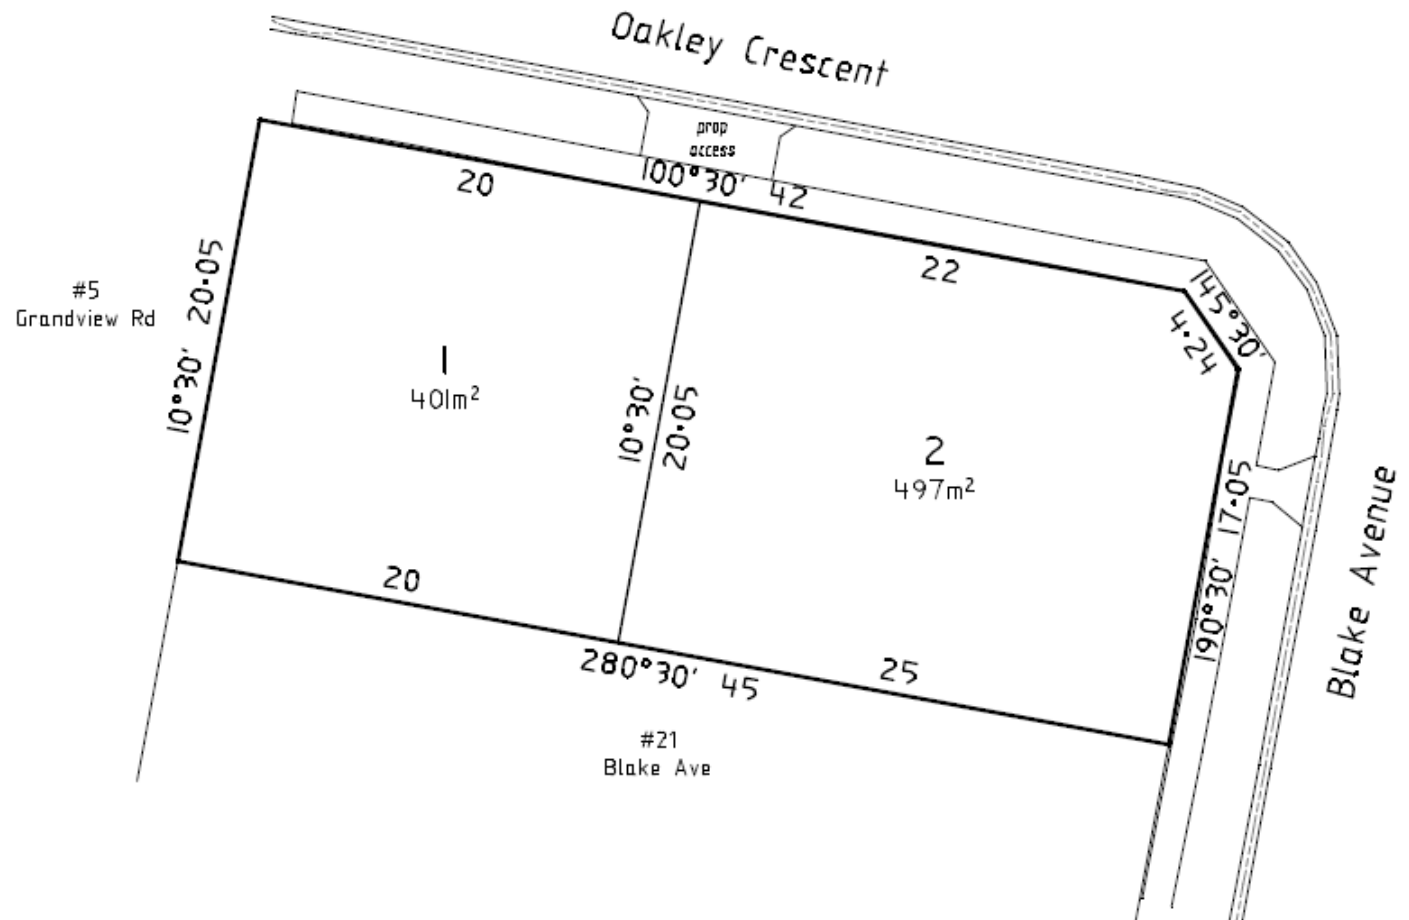 Oakley Crescent
prop
access
100°30' 42
20
22
145°30'
4·24
#5
Grandview Rd
10°30' 20·05
1
401m²
10°30'
20·05
2
497m²
190°30' 17·05
Blake Avenue
20
280°30' 45
25
#21
Blake Ave